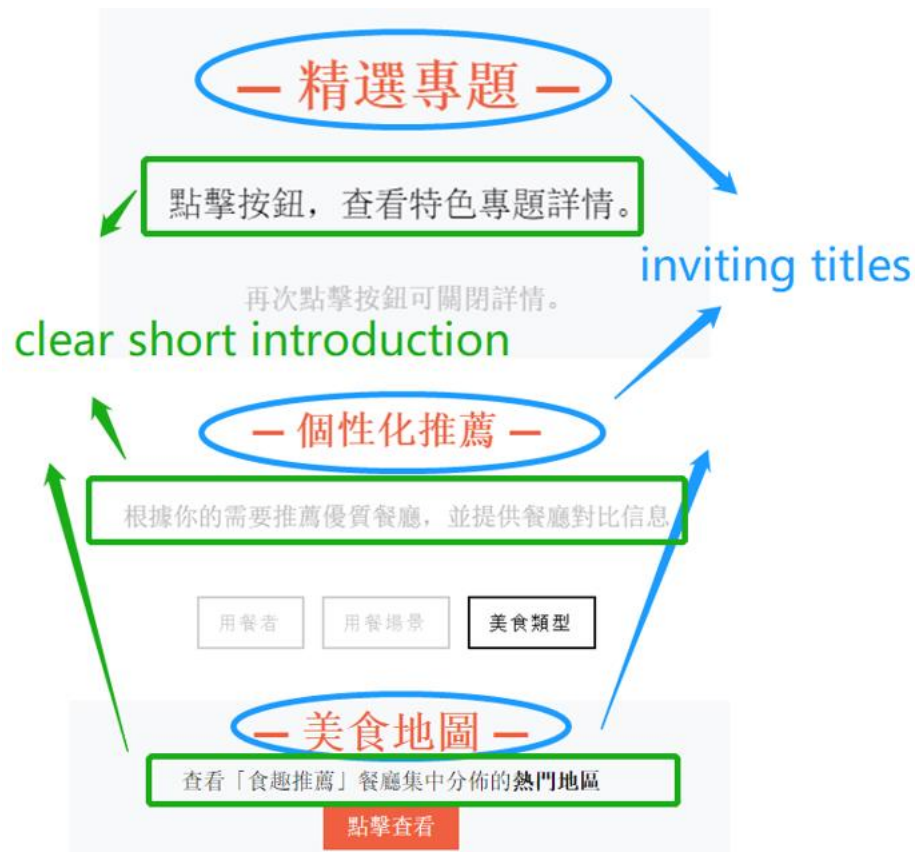 — 精選專題 —
點擊按鈕，查看特色專題詳情。
inviting titles
再次點擊按鈕可關閉詳情。
clear short introduction
— 個性化推薦 —
根據你的需要推薦優質餐廳，並提供餐廳對比信息
用餐者 用餐場景 美食類型
— 美食地圖 —
查看「食趣推薦」餐廳集中分佈的熱門地區
點擊查看